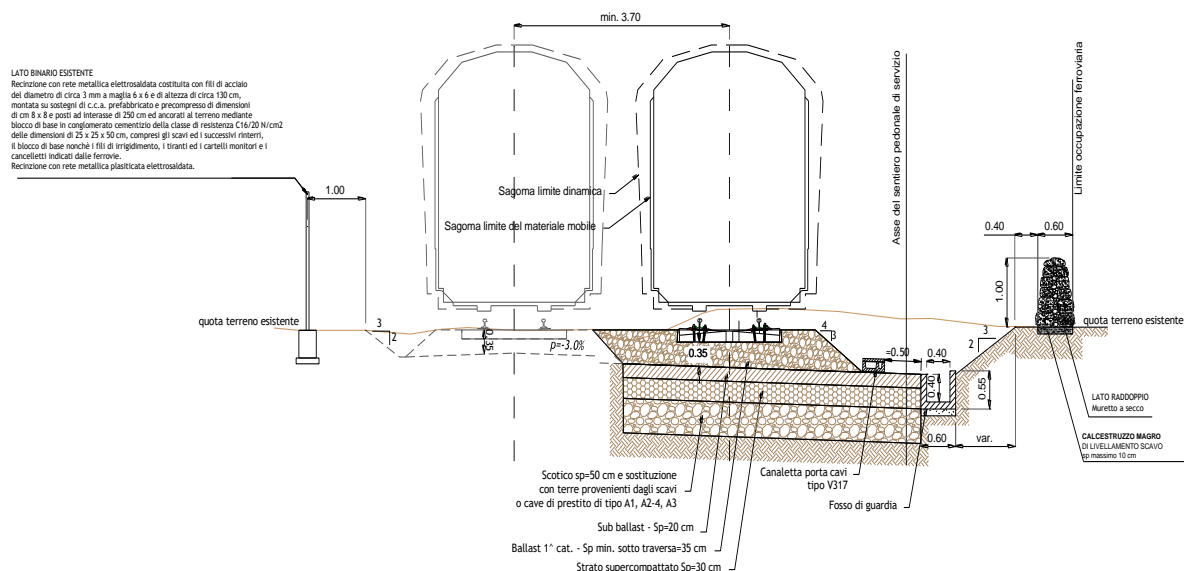 min. 3.70
LATO BINARIO ESISTENTE
Recinzione con rete metallica elettrosaldata costituita con fili di acciaio
del diametro di circa 3 mm a maglia 6 x 6 e di altezza di circa 130 cm,
montata su sostegni di c.c.a. prefabbricato e precompresso di dimensioni
di cm 8 x 8 e posti ad interasse di 250 cm ed ancorati al terreno mediante
blocco di base in conglomerato cementizio della classe di resistenza C16/20 N/cm2
delle dimensioni di 25 x 25 x 50 cm, compresi gli scavi ed i successivi rinterri,
il blocco di base nonchè i fili di irrigidimento, i tiranti ed i cartelli monitori e i
cancelletti indicati dalle ferrovie.
Recinzione con rete metallica plasiticata elettrosaldata.
1.00
Sagoma limite dinamica
Sagoma limite del materiale mobile
Asse del sentiero pedonale di servizio
Limite occupazione ferroviaria
0.40
0.60
1.00
quota terreno esistente
3
2
0.35
p=-3.0%
0.35
4
3
=0.50
0.40
0.40
0.55
3
2
quota terreno esistente
LATO RADDOPPIO
Muretto a secco
CALCESTRUZZO MAGRO
DI LIVELLAMENTO SCAVO
sp massimo 10 cm
0.60
var.
Canaletta porta cavi
tipo V317
Fosso di guardia
Scotico sp=50 cm e sostituzione
con terre provenienti dagli scavi
o cave di prestito di tipo A1, A2-4, A3
Sub ballast - Sp=20 cm
Ballast 1^ cat. - Sp min. sotto traversa=35 cm
Strato supercompattato Sp=30 cm